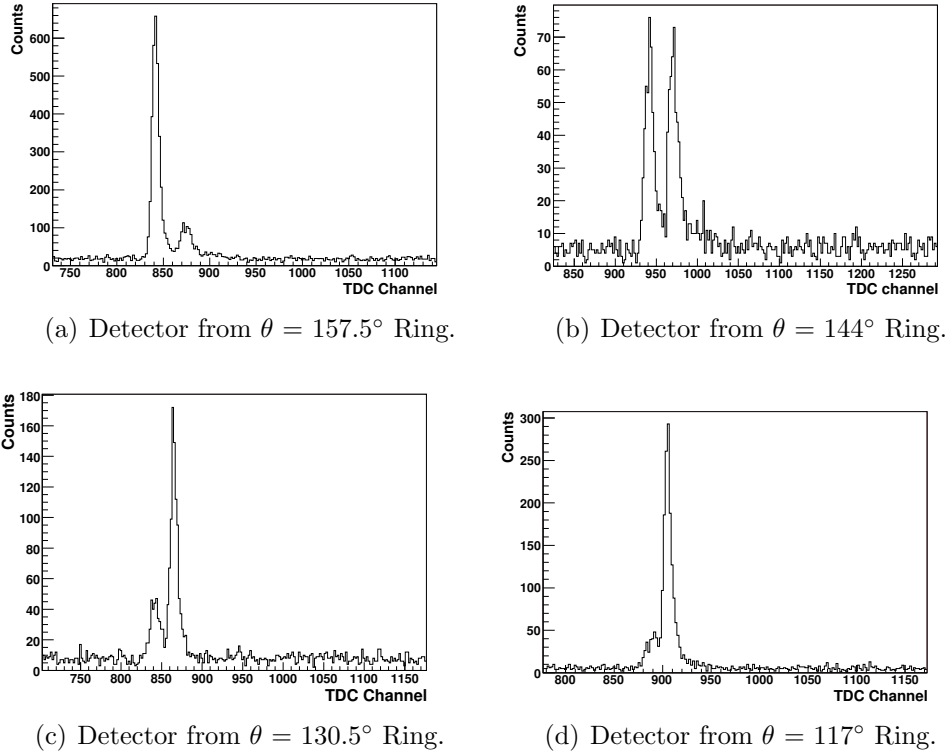 Counts
600
500
400
300
200
100
0
750 800 850 900 950 1000 1050 1100
TDC Channel
(a) Detector from θ = 157.5° Ring.
Counts
70
60
50
40
30
20
10
0
850 900 950 1000 1050 1100 1150 1200 1250
TDC channel
(b) Detector from θ = 144° Ring.
Counts
180
160
140
120
100
80
60
40
20
0
750 800 850 900 950 1000 1050 1100 1150
TDC Channel
(c) Detector from θ = 130.5° Ring.
Counts
300
250
200
150
100
50
0
800 850 900 950 1000 1050 1100 1150
TDC Channel
(d) Detector from θ = 117° Ring.